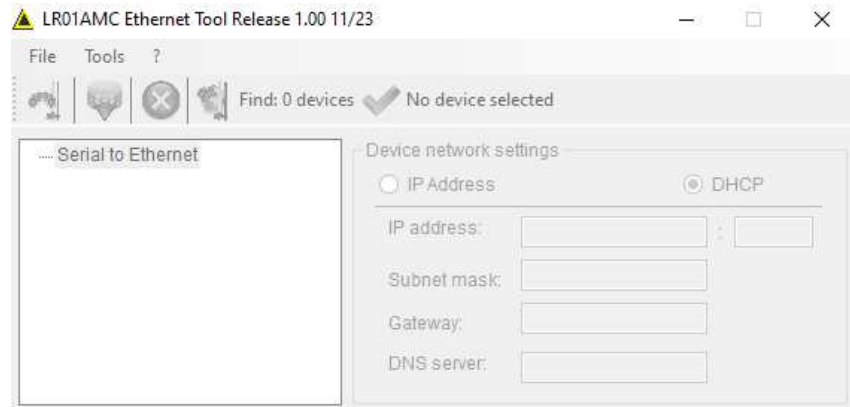 LR01AMC Ethernet Tool Release 1.00 11/23
File Tools ?
Find: 0 devices No device selected
Serial to Ethernet
Device network settings
IP Address DHCP
IP address: :
Subnet mask:
Gateway:
DNS server: